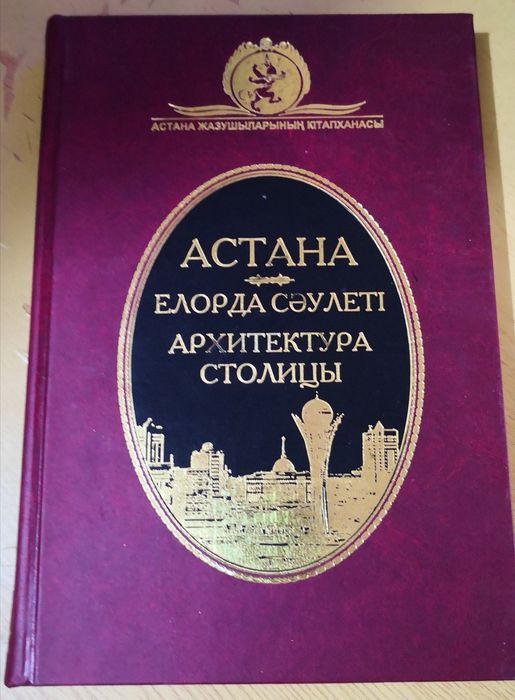 АСТАНА ЖАЗУШЫЛАРЫНЫҢ КІТАПХАНАСЫ
АСТАНА
ЕЛОРДА СӘУЛЕТІ
АРХИТЕКТУРА
СТОЛИЦЫ